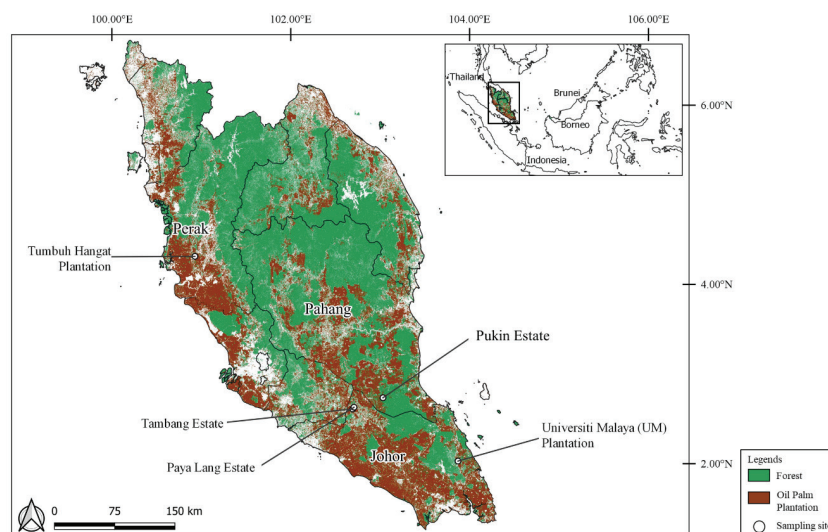 100.00°E
102.00°E
104.00°E
106.00°E
Thailand
Brunei
Borneo
Indonesia
6.00°N
Perak
Tumbuh Hangat
Plantation
4.00°N
Pahang
Pukin Estate
Tambang Estate
Universiti Malaya (UM)
Plantation
Paya Lang Estate
Johor
2.00°N
Legends
Forest
Oil Palm
Plantation
Sampling site
0
75
150 km